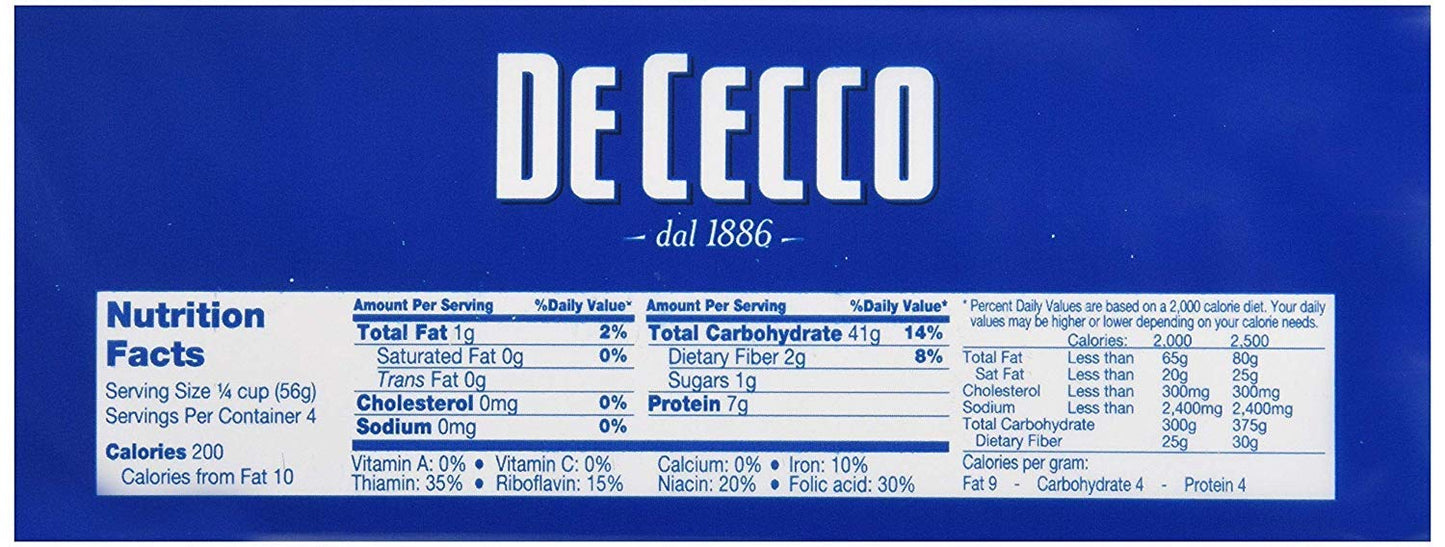 DE CECCO
- dal 1886 -
Nutrition
Facts
Serving Size ¼ cup (56g)
Servings Per Container 4
Calories 200
Calories from Fat 10
Amount Per Serving %Daily Value*
Total Fat 1g 2%
Saturated Fat 0g 0%
Trans Fat 0g
Cholesterol 0mg 0%
Sodium 0mg 0%
Amount Per Serving %Daily Value*
Total Carbohydrate 41g 14%
Dietary Fiber 2g 8%
Sugars 1g
Protein 7g
Vitamin A: 0% • Vitamin C: 0% Calcium: 0% • Iron: 10%
Thiamin: 35% • Riboflavin: 15% Niacin: 20% • Folic acid: 30%
* Percent Daily Values are based on a 2,000 calorie diet. Your daily
values may be higher or lower depending on your calorie needs.
Calories: 2,000 2,500
Total Fat Less than 65g 80g
Sat Fat Less than 20g 25g
Cholesterol Less than 300mg 300mg
Sodium Less than 2,400mg 2,400mg
Total Carbohydrate 300g 375g
Dietary Fiber 25g 30g
Calories per gram:
Fat 9 - Carbohydrate 4 - Protein 4